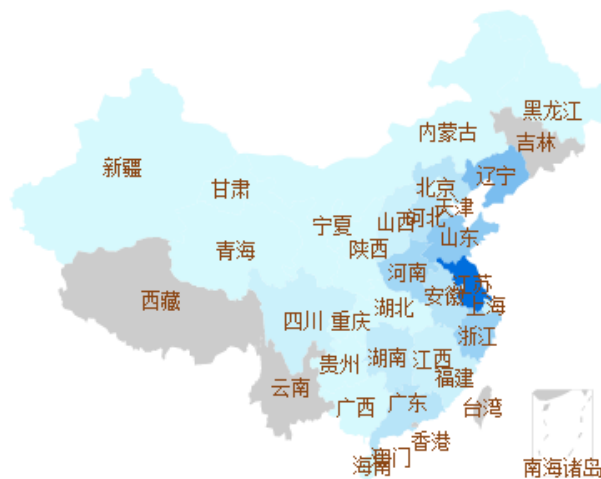 黑龙江
内蒙古
吉林
新疆
辽宁
甘肃
北京
天津
宁夏
山西
河北
山东
陕西
青海
河南
江苏
安徽
西藏
上海
湖北
四川
重庆
浙江
湖南
江西
贵州
福建
云南
广西
广东
台湾
香港
澳门
海南
南海诸岛